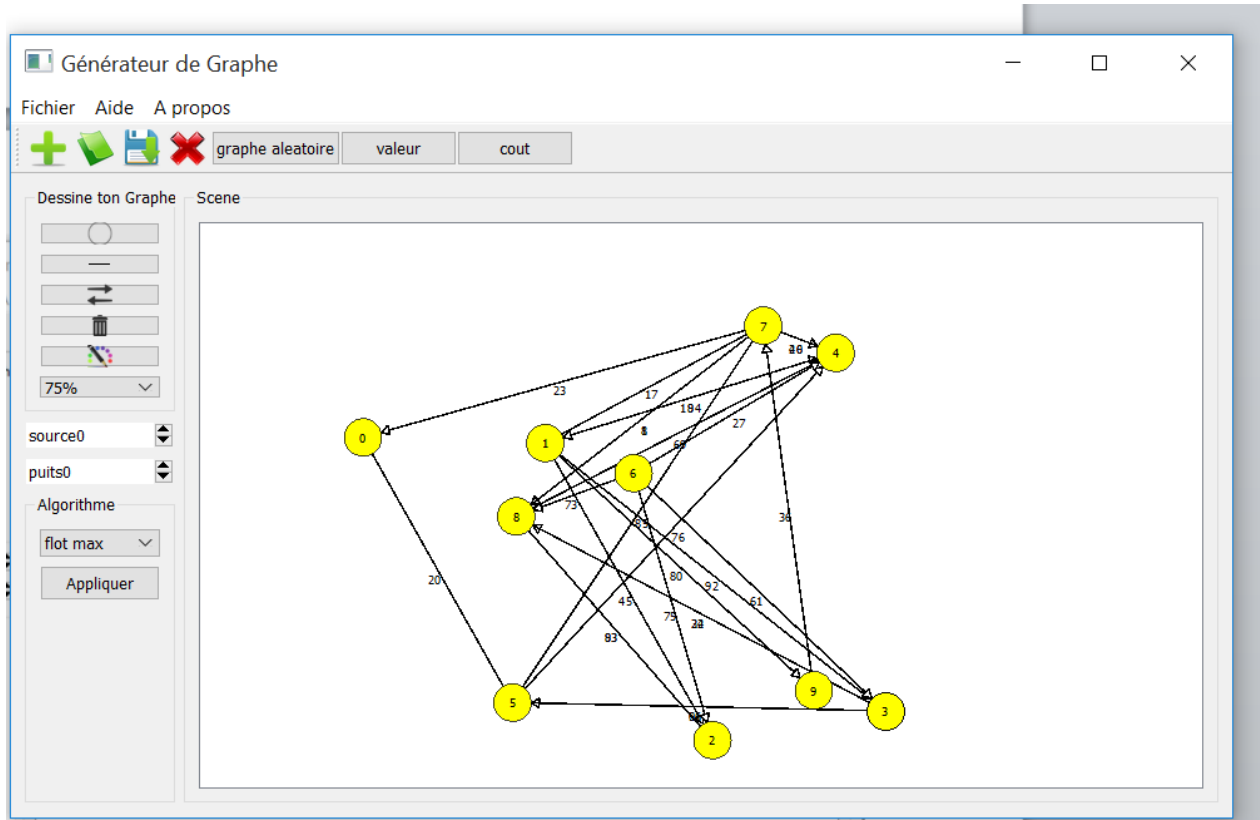 Générateur de Graphe
Fichier Aide A propos
graphe aleatoire valeur cout
Dessine ton Graphe
Scene
75%
source0
puits0
Algorithme
flot max
Appliquer
7
4
23
17
27
0
1
6
73
8
36
76
80
92
61
20
45
75
5
9
3
2